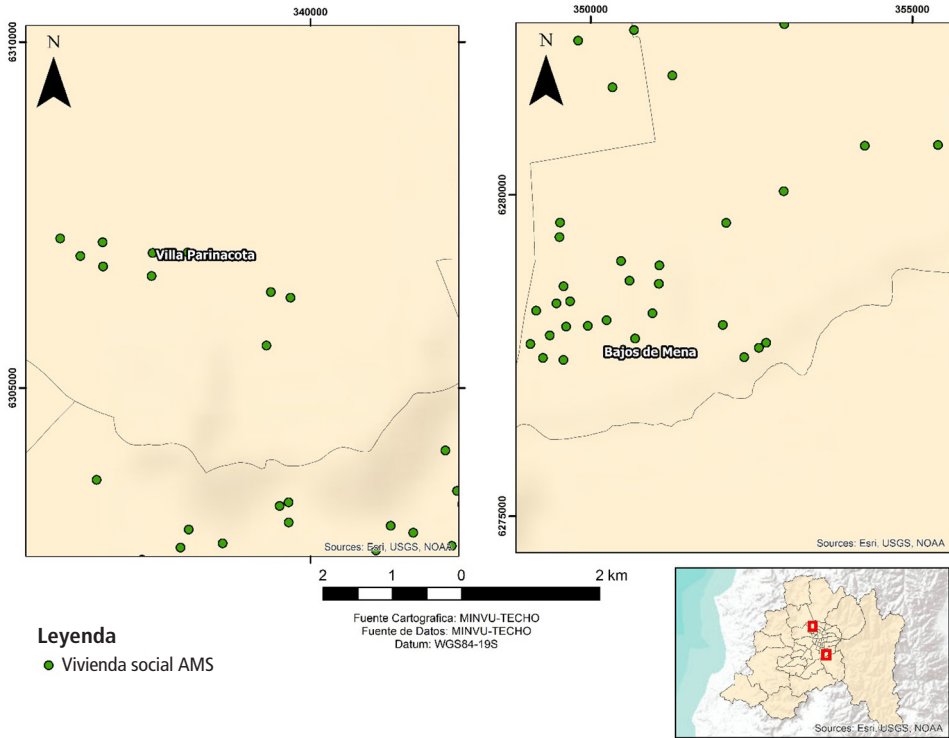 340000
6310000
6305000
N
Villa Parinacota
Sources: Esri, USGS, NOAA
350000
355000
6280000
6275000
N
Bajos de Mena
Sources: Esri, USGS, NOAA
2 1 0 2 km
Fuente Cartografica: MINVU-TECHO
Fuente de Datos: MINVU-TECHO
Datum: WGS84-19S
Leyenda
Vivienda social AMS
Sources: Esri, USGS, NOAA